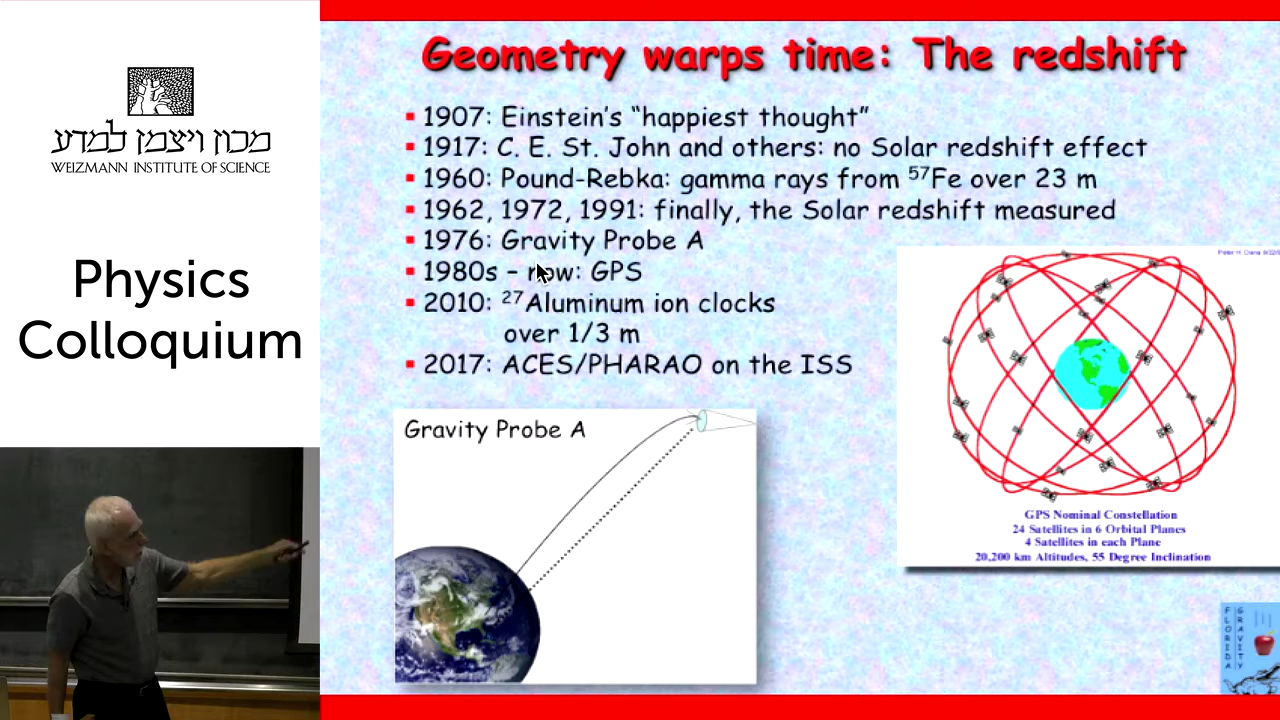 מכון ויצמן למדע
WEIZMANN INSTITUTE OF SCIENCE
Physics
Colloquium
Geometry warps time: The redshift
▪ 1907: Einstein’s “happiest thought”
▪ 1917: C. E. St. John and others: no Solar redshift effect
▪ 1960: Pound-Rebka: gamma rays from ⁵⁷Fe over 23 m
▪ 1962, 1972, 1991: finally, the Solar redshift measured
▪ 1976: Gravity Probe A
▪ 1980s – now: GPS
▪ 2010: ²⁷Aluminum ion clocks
over 1/3 m
▪ 2017: ACES/PHARAO on the ISS
Gravity Probe A
Peter H. Dana
GPS Nominal Constellation
24 Satellites in 6 Orbital Planes
4 Satellites in each Plane
20,200 km Altitudes, 55 Degree Inclination
FLORIDA
GRAVITY